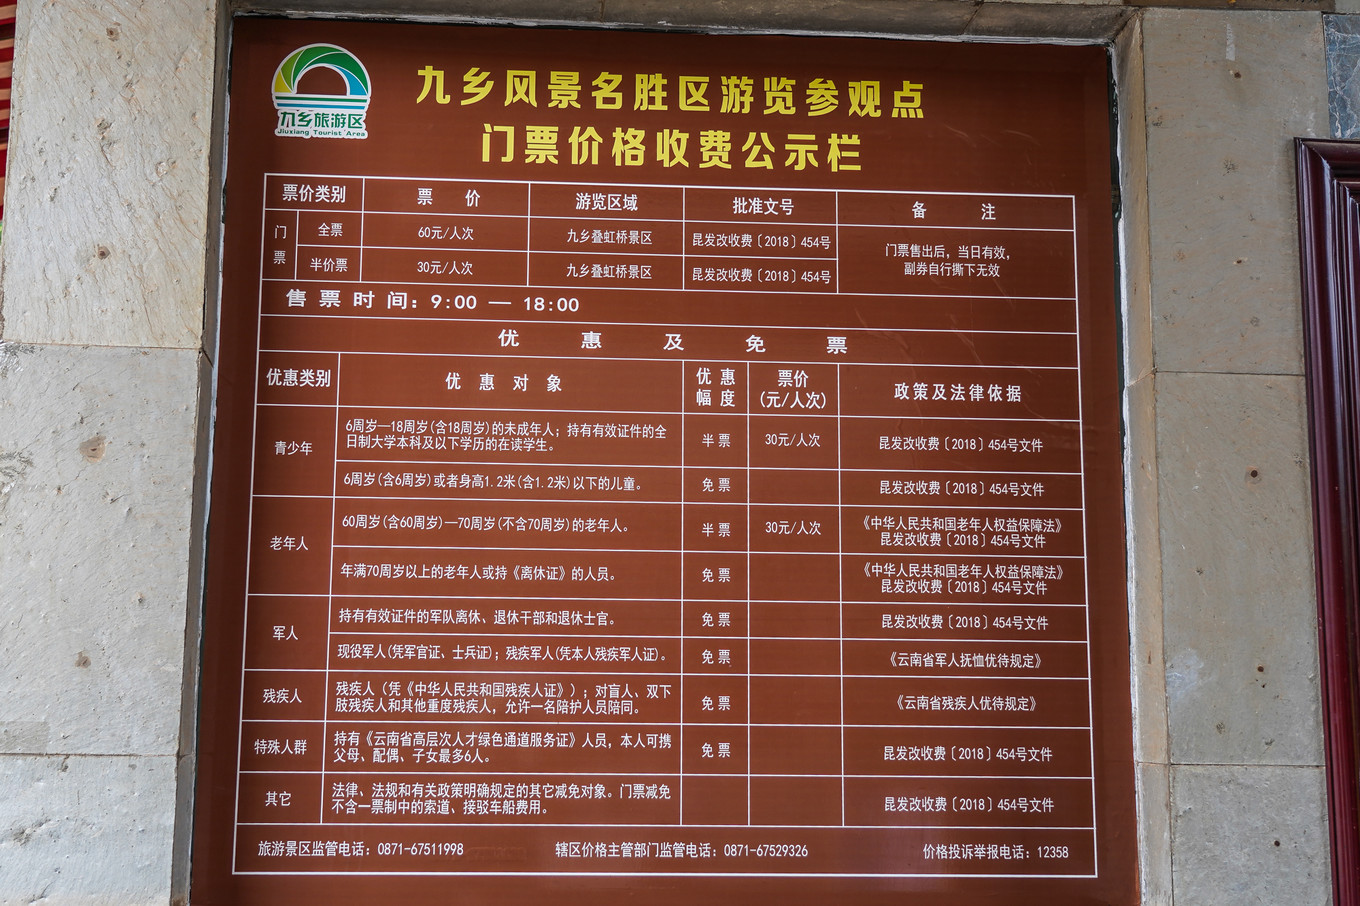 九乡旅游区
Jiuxiang Tourist Area
九乡风景名胜区游览参观点
门票价格收费公示栏
票价类别 票 价 游览区域 批准文号 备 注
门票 全票 60元/人次 九乡叠虹桥景区 昆发改收费〔2018〕454号
半价票 30元/人次 九乡叠虹桥景区 昆发改收费〔2018〕454号
门票售出后，当日有效，
副券自行撕下无效
售票时间：9:00 — 18:00
优 惠 及 免 票
优惠类别 优 惠 对 象 优惠幅度 票价(元/人次) 政策及法律依据
青少年
6周岁—18周岁(含18周岁)的未成年人；持有有效证件的全
日制大学本科及以下学历的在读学生。
半票 30元/人次 昆发改收费〔2018〕454号文件
6周岁(含6周岁)或者身高1.2米(含1.2米)以下的儿童。 免票 昆发改收费〔2018〕454号文件
老年人
60周岁(含60周岁)—70周岁(不含70周岁)的老年人。 半票 30元/人次
《中华人民共和国老年人权益保障法》
昆发改收费〔2018〕454号文件
年满70周岁以上的老年人或持《离休证》的人员。 免票
《中华人民共和国老年人权益保障法》
昆发改收费〔2018〕454号文件
军人
持有有效证件的军队离休、退休干部和退休士官。 免票 昆发改收费〔2018〕454号文件
现役军人(凭军官证、士兵证)；残疾军人(凭本人残疾军人证)。 免票 《云南省军人抚恤优待规定》
残疾人
残疾人（凭《中华人民共和国残疾人证》）；对盲人、双下
肢残疾人和其他重度残疾人，允许一名陪护人员陪同。
免票 《云南省残疾人优待规定》
特殊人群
持有《云南省高层次人才绿色通道服务证》人员，本人可携
父母、配偶、子女最多6人。
免票 昆发改收费〔2018〕454号文件
其它
法律、法规和有关政策明确规定的其它减免对象。门票减免
不含一票制中的索道、接驳车船费用。
昆发改收费〔2018〕454号文件
旅游景区监管电话：0871-67511998 辖区价格主管部门监管电话：0871-67529326 价格投诉举报电话：12358